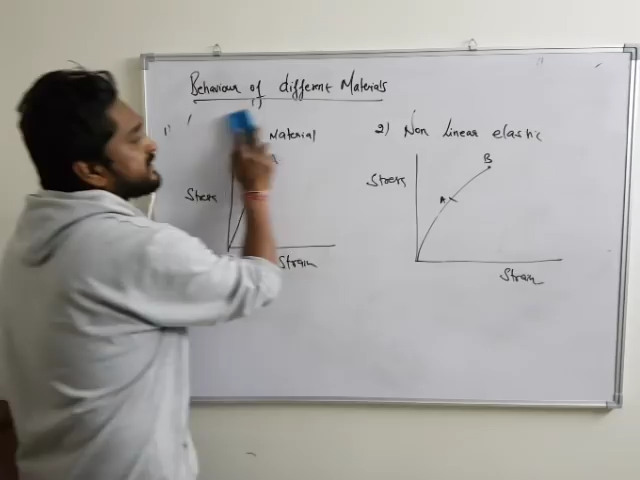 Behaviour of different Materials
1)
Material
Stress
Strain
2) Non Linear elastic
Stress
A
B
Strain